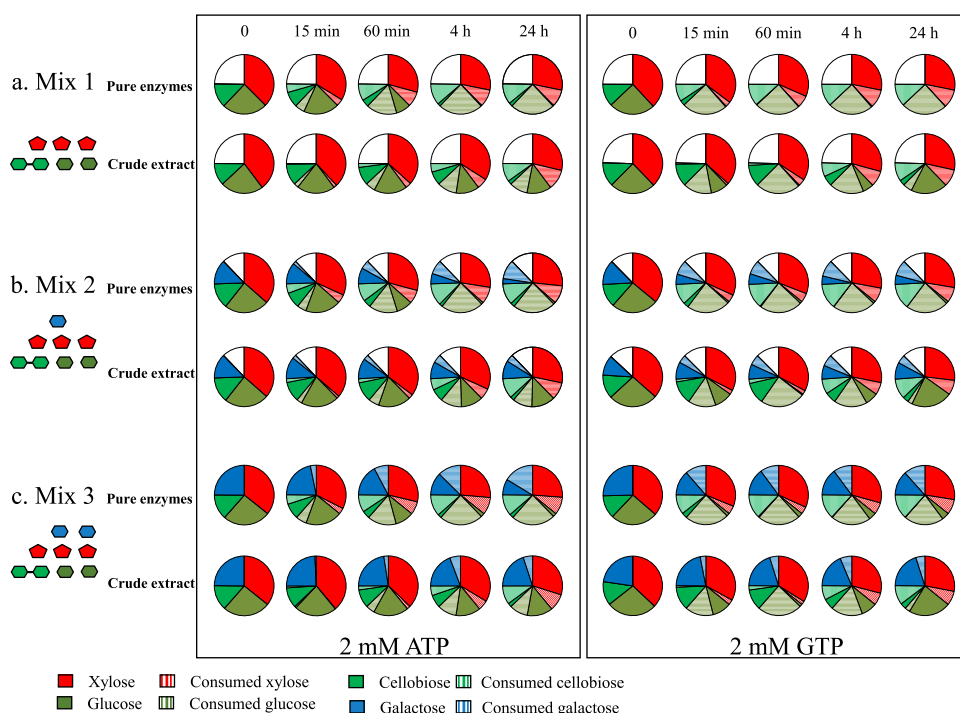 0 15 min 60 min 4 h 24 h 0 15 min 60 min 4 h 24 h
a. Mix 1 Pure enzymes
Crude extract
b. Mix 2 Pure enzymes
Crude extract
c. Mix 3 Pure enzymes
Crude extract
2 mM ATP 2 mM GTP
Xylose Consumed xylose Cellobiose Consumed cellobiose
Glucose Consumed glucose Galactose Consumed galactose